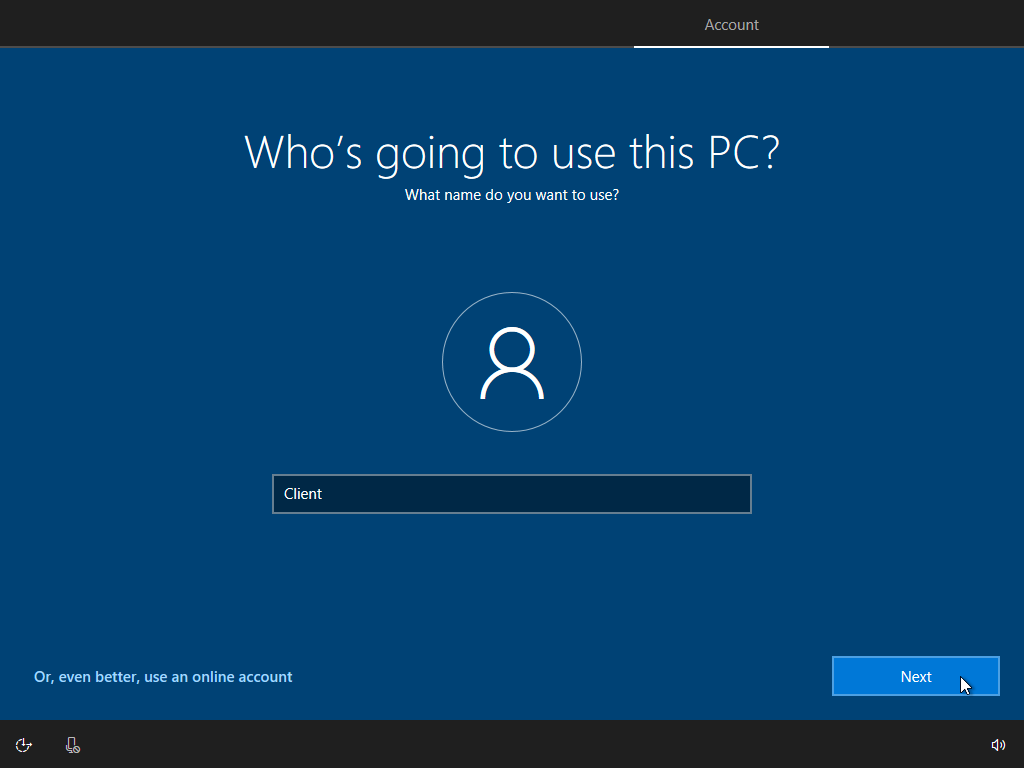 Account
Who's going to use this PC?
What name do you want to use?
Client
Or, even better, use an online account
Next